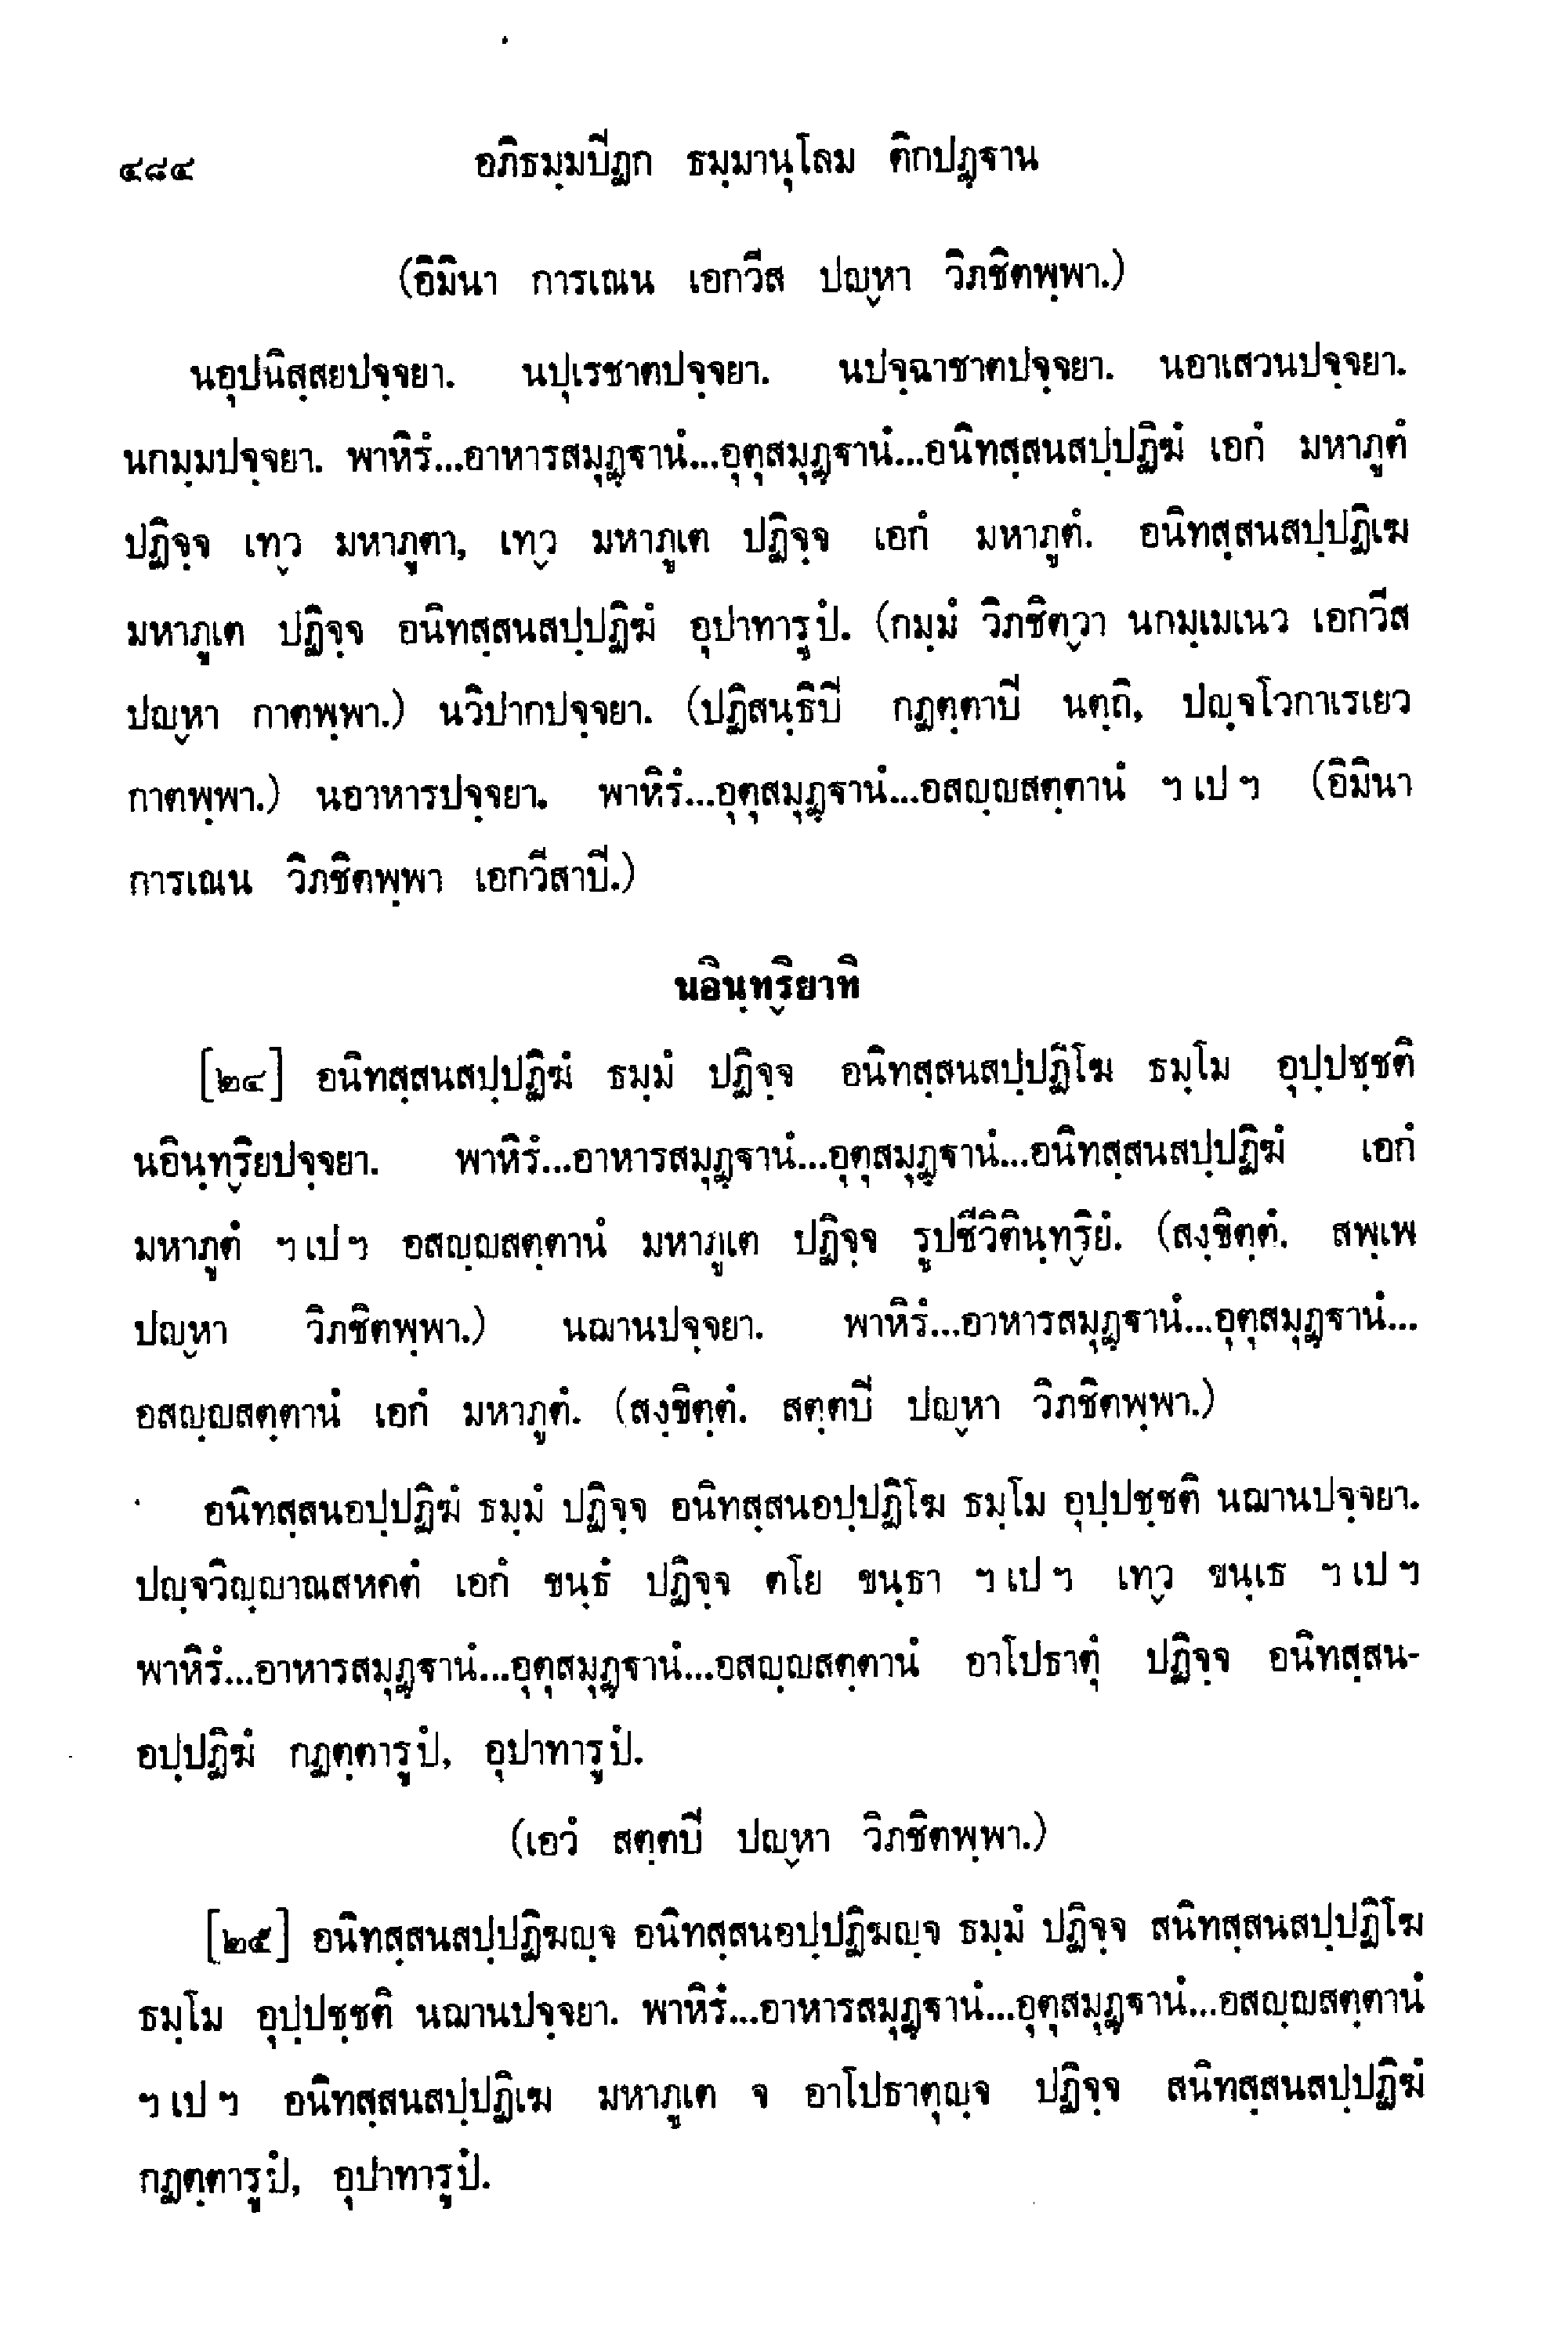 ๔๘๔ อภิธมฺมปิฏก ธมฺมานุโลม ติกปฏฺฐาน
(อิมินา การเณน เอกวีส ปญฺหา วิภชิตพฺพา.)
นอุปนิสฺสยปจฺจยา. นปุเรชาตปจฺจยา. นปจฺฉาชาตปจฺจยา. นอาเสวนปจฺจยา.
นกมฺมปจฺจยา. พาหิรํ...อาหารสมุฏฺฐานํ...อุตุสมุฏฺฐานํ...อนิทสฺสนสปฺปฏิฆํ เอกํ มหาภูตํ
ปฏิจฺจ เทฺว มหาภูตา, เทฺว มหาภูเต ปฏิจฺจ เอกํ มหาภูตํ. อนิทสฺสนสปฺปฏิเฆ
มหาภูเต ปฏิจฺจ อนิทสฺสนสปฺปฏิฆํ อุปาทารูปํ. (กมฺมํ วิภชิตฺวา นกมฺเมเนว เอกวีส
ปญฺหา กาตพฺพา.) นวิปากปจฺจยา. (ปฏิสนฺธิปิ กฏตฺตาปิ นตฺถิ, ปญฺจโวกาเรเยว
กาตพฺพา.) นอาหารปจฺจยา. พาหิรํ...อุตุสมุฏฺฐานํ...อสญฺญสตฺตานํ ฯ เป ฯ (อิมินา
การเณน วิภชิตพฺพา เอกวีสาปิ.)
นอินฺทฺริยาทิ
[๒๔] อนิทสฺสนสปฺปฏิฆํ ธมฺมํ ปฏิจฺจ อนิทสฺสนสปฺปฏิโฆ ธมฺโม อุปฺปชฺชติ
นอินฺทฺริยปจฺจยา. พาหิรํ...อาหารสมุฏฺฐานํ...อุตุสมุฏฺฐานํ...อนิทสฺสนสปฺปฏิฆํ เอกํ
มหาภูตํ ฯ เป ฯ อสญฺญสตฺตานํ มหาภูเต ปฏิจฺจ รูปชีวิตินฺทฺริยํ. (สงฺขิตฺตํ. สพฺเพ
ปญฺหา วิภชิตพฺพา.) นฌานปจฺจยา. พาหิรํ...อาหารสมุฏฺฐานํ...อุตุสมุฏฺฐานํ...
อสญฺญสตฺตานํ เอกํ มหาภูตํ. (สงฺขิตฺตํ. สตฺตปิ ปญฺหา วิภชิตพฺพา.)
อนิทสฺสนอปฺปฏิฆํ ธมฺมํ ปฏิจฺจ อนิทสฺสนอปฺปฏิโฆ ธมฺโม อุปฺปชฺชติ นฌานปจฺจยา.
ปญฺจวิญฺญาณสหคตํ เอกํ ขนฺธํ ปฏิจฺจ ตโย ขนฺธา ฯ เป ฯ เทฺว ขนฺเธ ฯ เป ฯ
พาหิรํ...อาหารสมุฏฺฐานํ...อุตุสมุฏฺฐานํ...อสญฺญสตฺตานํ อาโปธาตุํ ปฏิจฺจ อนิทสฺสน-
อปฺปฏิฆํ กฏตฺตารูปํ, อุปาทารูปํ.
(เอวํ สตฺตปิ ปญฺหา วิภชิตพฺพา.)
[๒๕] อนิทสฺสนสปฺปฏิฆญฺจ อนิทสฺสนอปฺปฏิฆญฺจ ธมฺมํ ปฏิจฺจ สนิทสฺสนสปฺปฏิโฆ
ธมฺโม อุปฺปชฺชติ นฌานปจฺจยา. พาหิรํ...อาหารสมุฏฺฐานํ...อุตุสมุฏฺฐานํ...อสญฺญสตฺตานํ
ฯ เป ฯ อนิทสฺสนสปฺปฏิเฆ มหาภูเต จ อาโปธาตุญฺจ ปฏิจฺจ สนิทสฺสนสปฺปฏิฆํ
กฏตฺตารูปํ, อุปาทารูปํ.